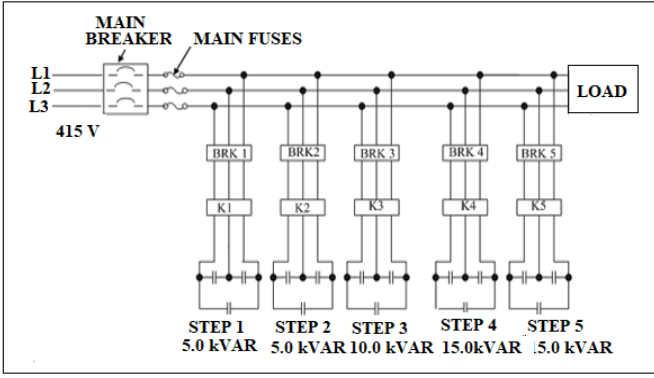 MAIN
BREAKER
MAIN FUSES
L1
L2
L3
LOAD
415 V
BRK 1
BRK2
BRK 3
BRK 4
BRK 5
K1
K2
K3
K4
K5
STEP 1
STEP 2
STEP 3
STEP 4
STEP 5
5.0 kVAR
5.0 kVAR
10.0 kVAR
15.0kVAR
15.0 kVAR